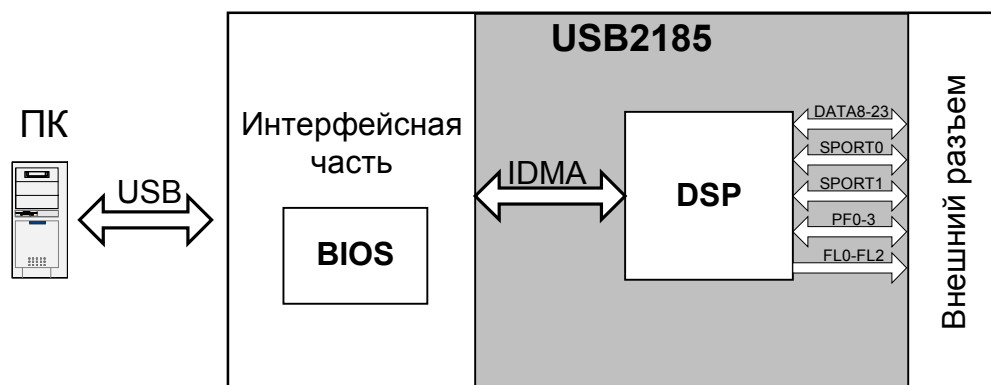 USB2185
ПК
USB
Интерфейсная
часть
BIOS
IDMA
DSP
DATA8-23
SPORT0
SPORT1
PF0-3
FL0-FL2
Внешний разъем